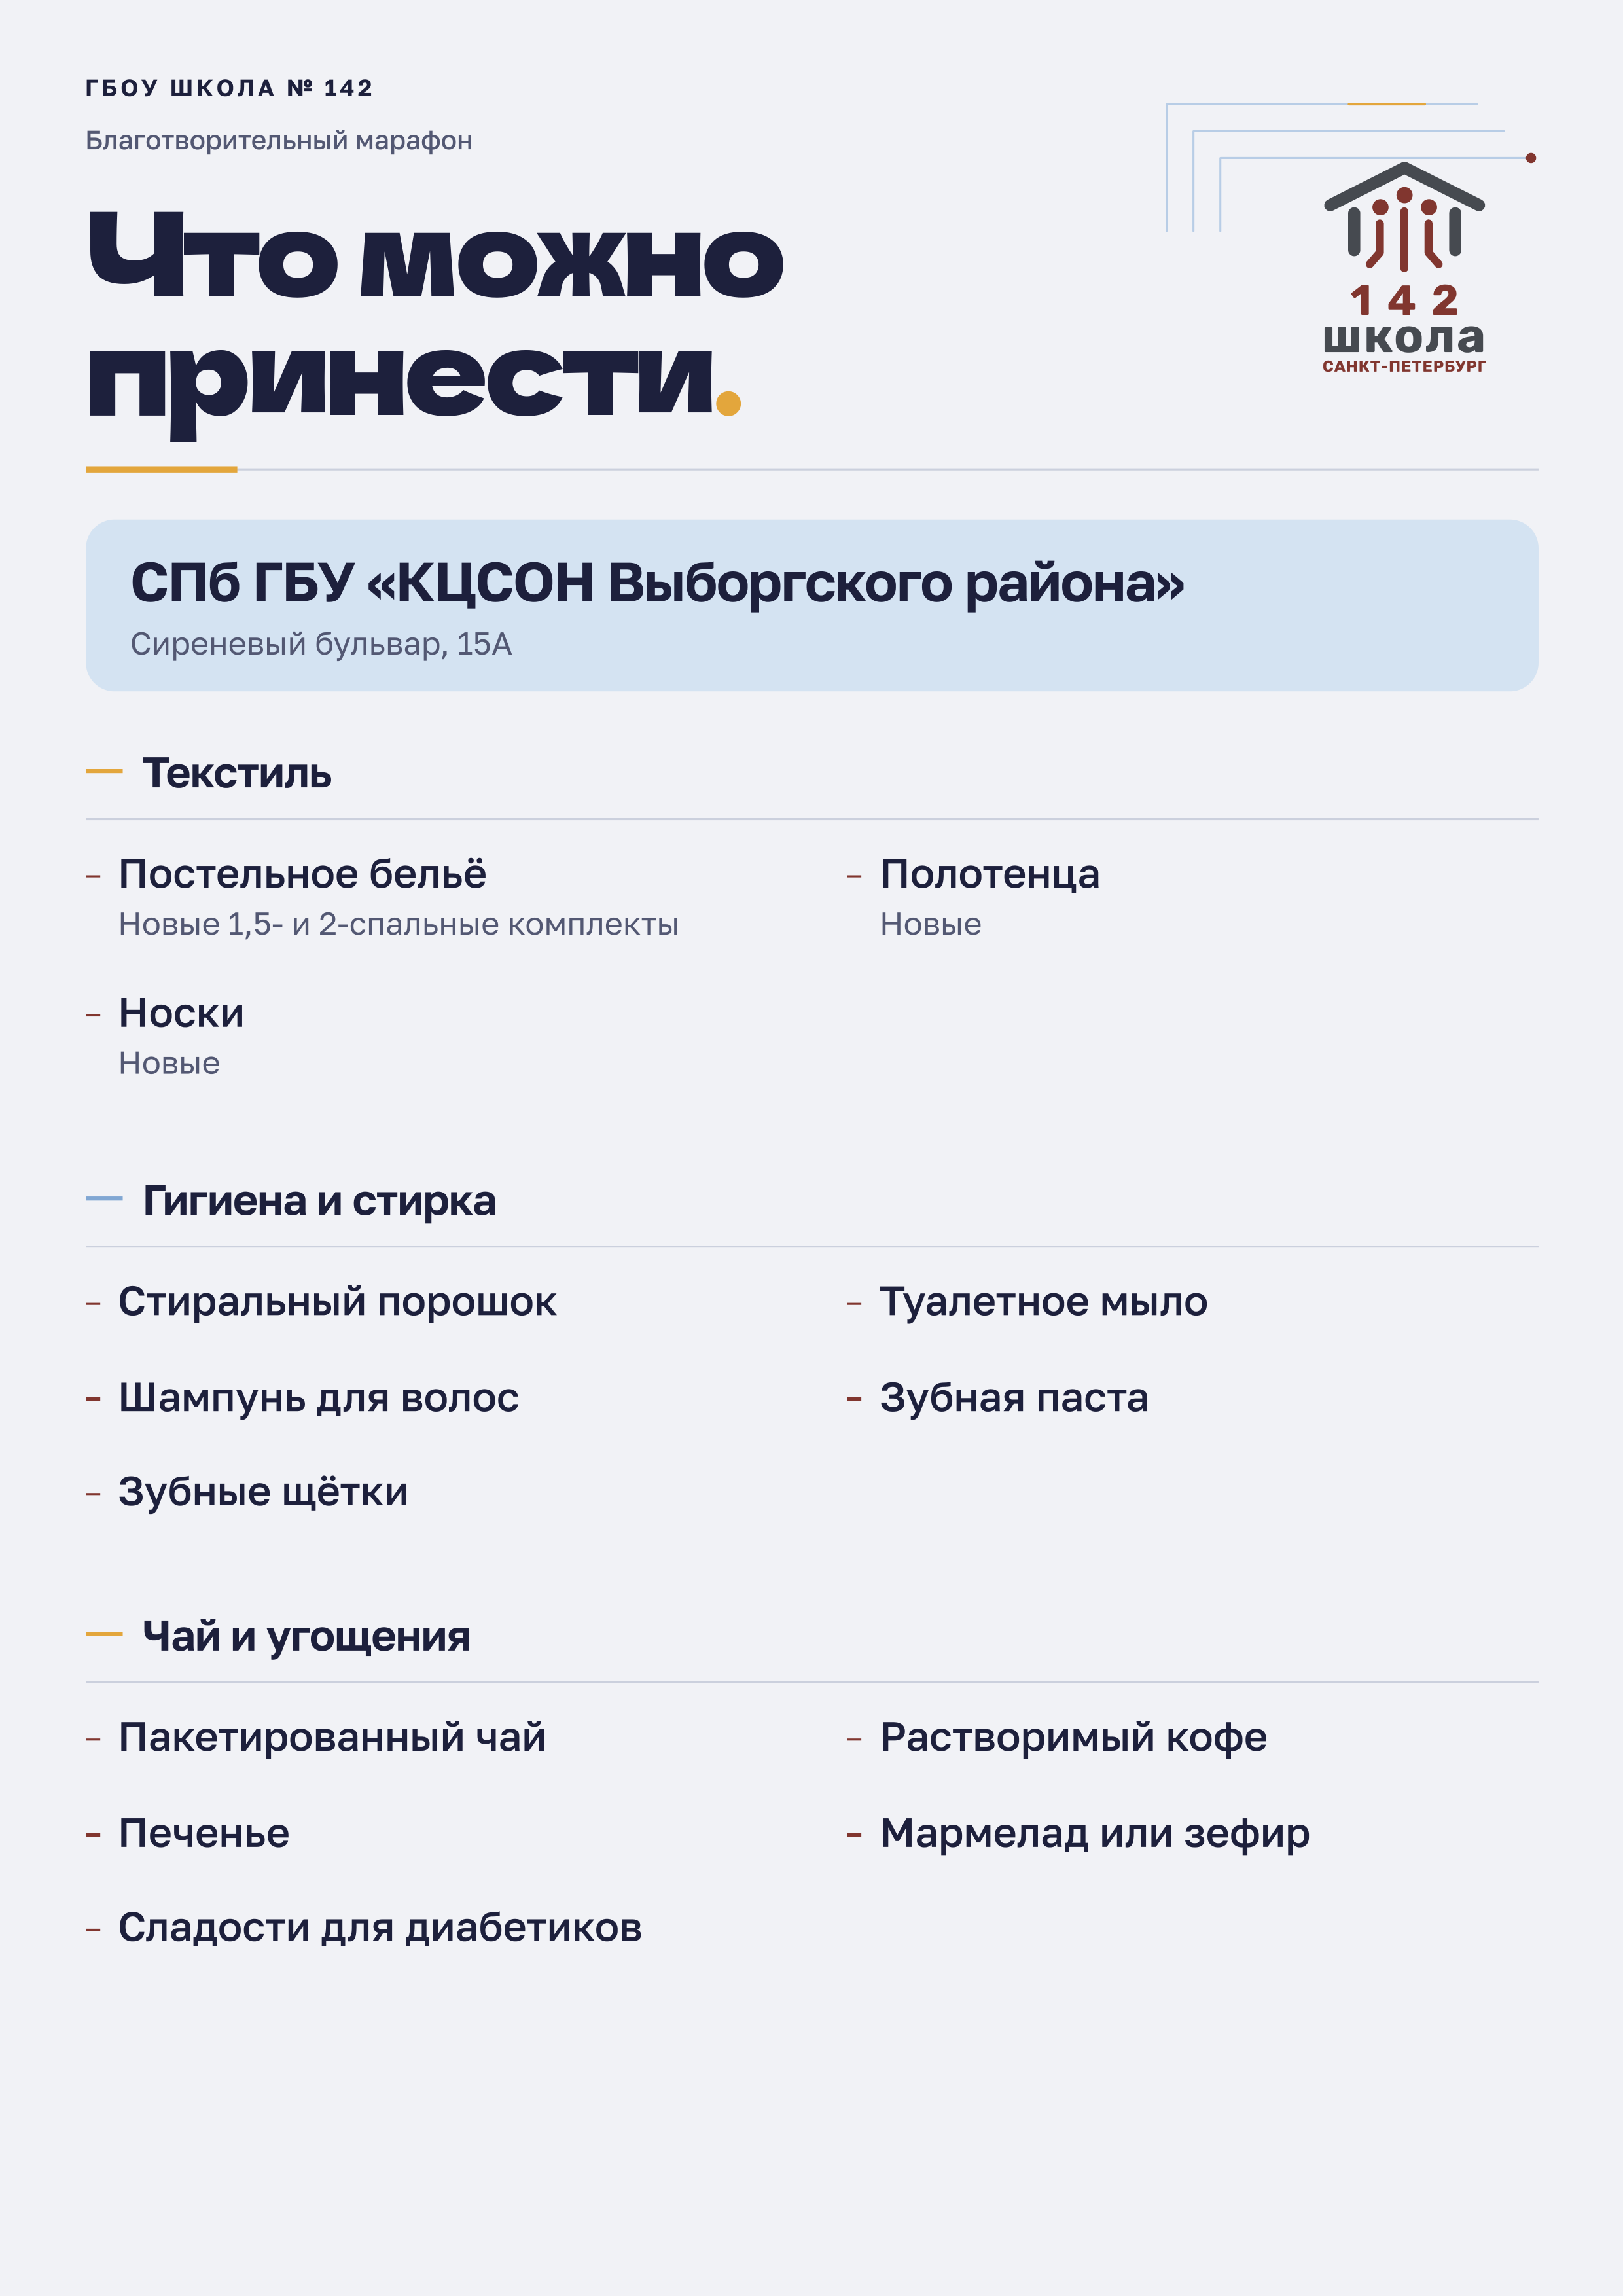 ГБОУ ШКОЛА № 142
Благотворительный марафон
Что можно
принести.
142
школа
САНКТ-ПЕТЕРБУРГ
СПб ГБУ «КЦСОН Выборгского района»
Сиреневый бульвар, 15А
Текстиль
– Постельное бельё
Новые 1,5- и 2-спальные комплекты
– Полотенца
Новые
– Носки
Новые
Гигиена и стирка
– Стиральный порошок
– Туалетное мыло
– Шампунь для волос
– Зубная паста
– Зубные щётки
Чай и угощения
– Пакетированный чай
– Растворимый кофе
– Печенье
– Мармелад или зефир
– Сладости для диабетиков